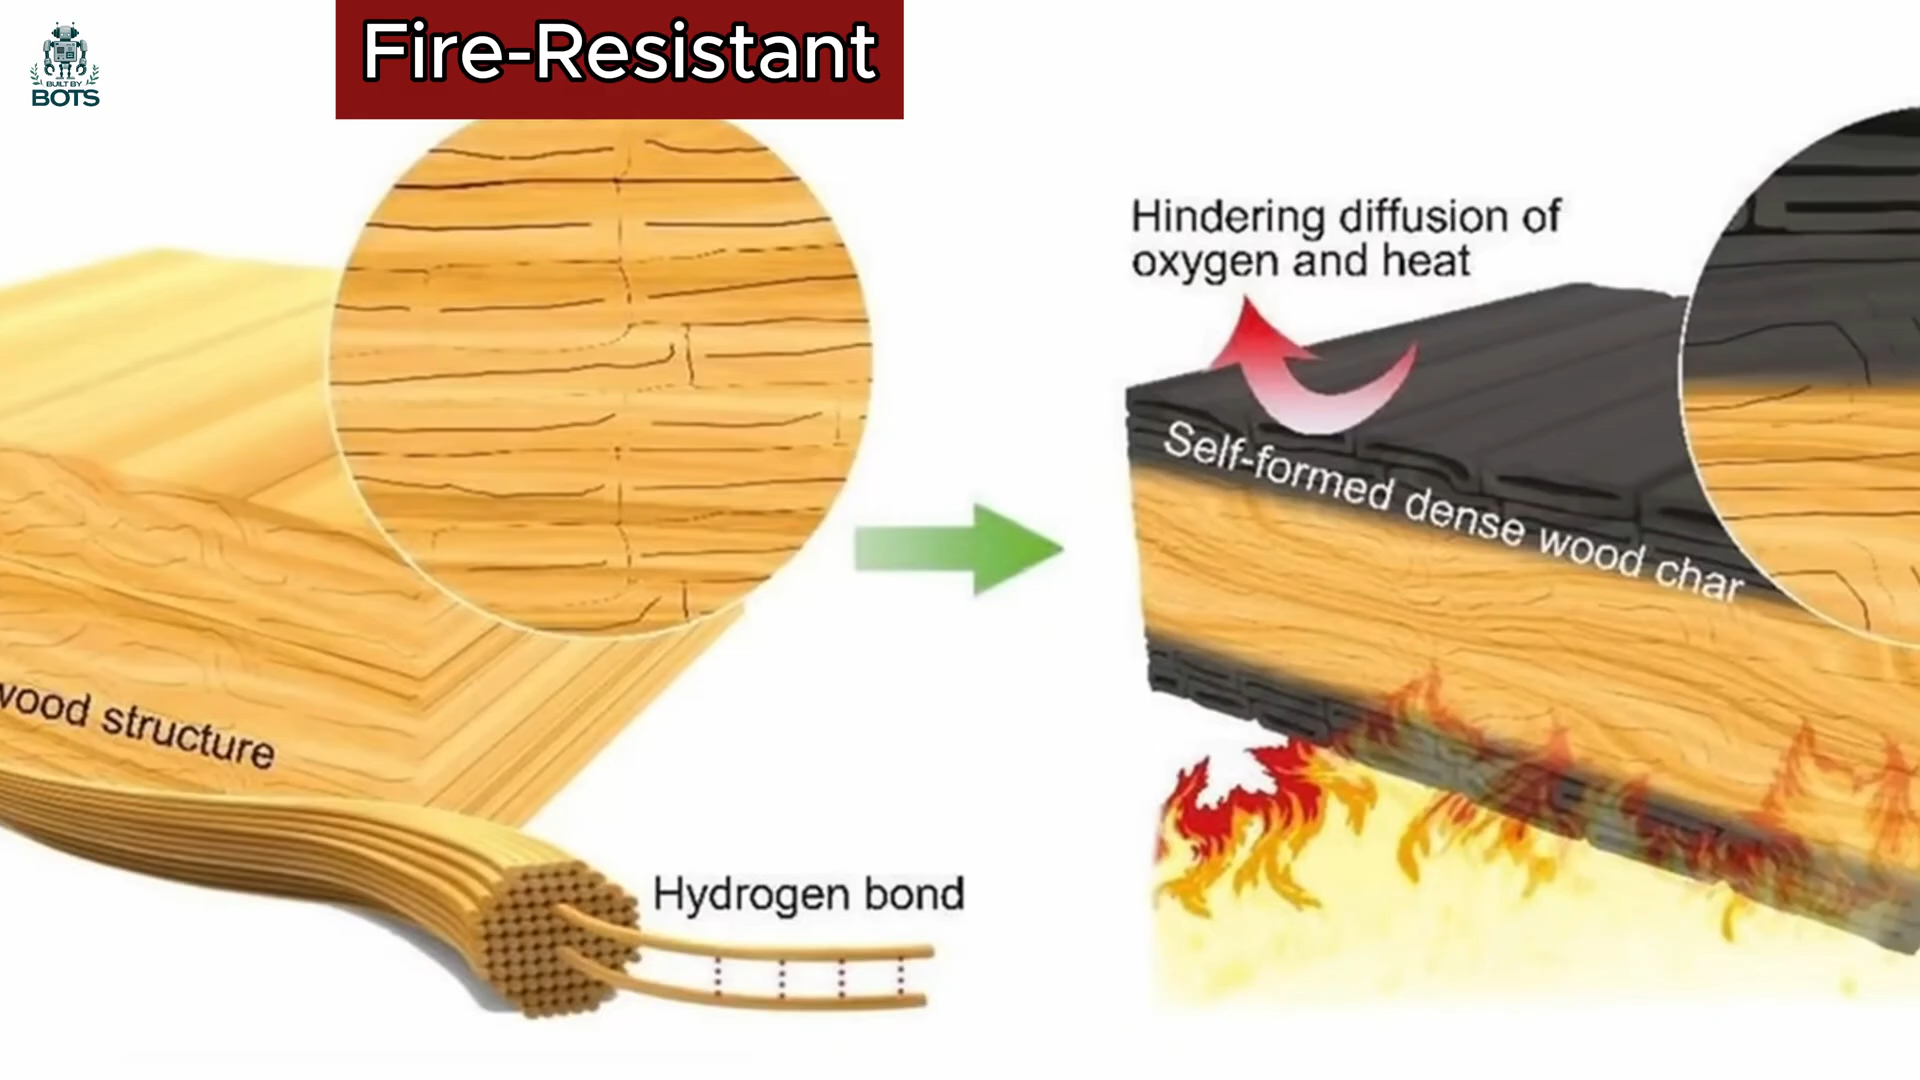 Fire-Resistant
BUILT BY
BOTS
Hindering diffusion of
oxygen and heat
Self-formed dense wood char
wood structure
Hydrogen bond